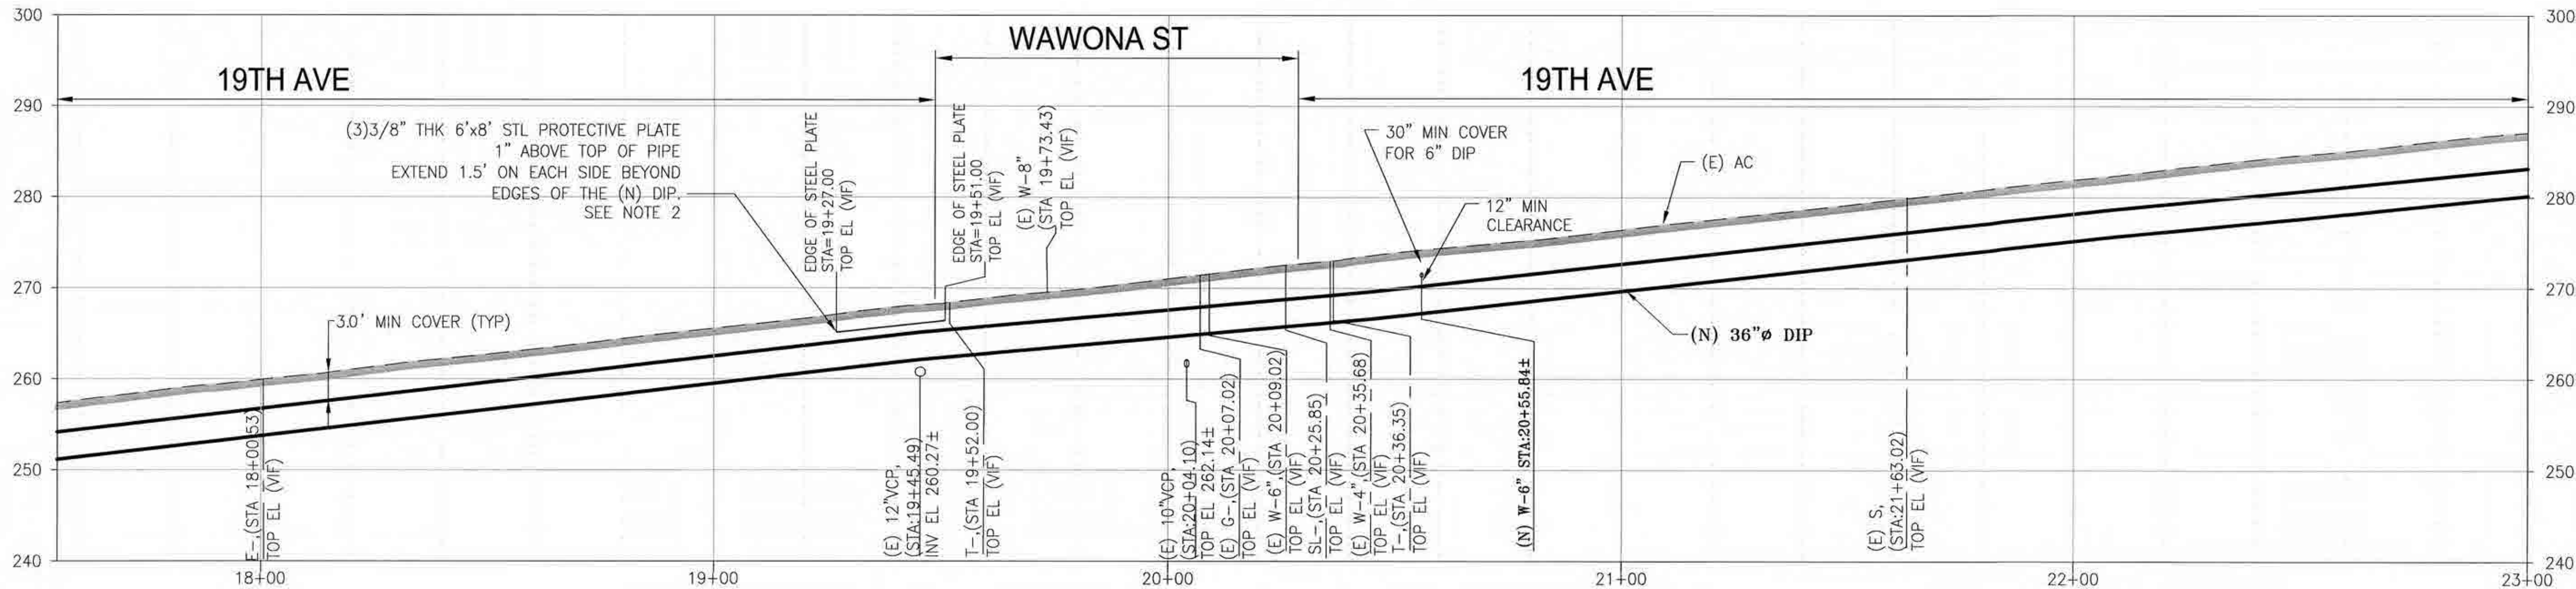 300
300
WAWONA ST
19TH AVE
19TH AVE
290
290
(3)3/8" THK 6'x8' STL PROTECTIVE PLATE
1" ABOVE TOP OF PIPE
EXTEND 1.5' ON EACH SIDE BEYOND
EDGES OF THE (N) DIP.
SEE NOTE 2
EDGE OF STEEL PLATE
STA=19+27.00
TOP EL (VIF)
EDGE OF STEEL PLATE
STA=19+51.00
TOP EL (VIF)
(E) W-8"
(STA 19+73.43)
TOP EL (VIF)
30" MIN COVER
FOR 6" DIP
(E) AC
12" MIN
CLEARANCE
280
280
270
270
3.0' MIN COVER (TYP)
(N) 36"ø DIP
260
260
E-,(STA 18+00.53)
TOP EL (VIF)
(E) 12"VCP,
(STA:19+45.49)
INV EL 260.27±
T-,(STA 19+52.00)
TOP EL (VIF)
(E) 10"VCP,
(STA:20+04.10)
TOP EL 262.14±
(E) G-,(STA 20+07.02)
TOP EL (VIF)
(E) W-6",(STA 20+09.02)
TOP EL (VIF)
SL-,(STA 20+25.85)
TOP EL (VIF)
(E) W-4",(STA 20+35.68)
TOP EL (VIF)
T-,(STA 20+36.35)
TOP EL (VIF)
(N) W-6" STA:20+55.84±
(E) S,
(STA:21+63.02)
TOP EL (VIF)
250
250
240
240
18+00
19+00
20+00
21+00
22+00
23+00